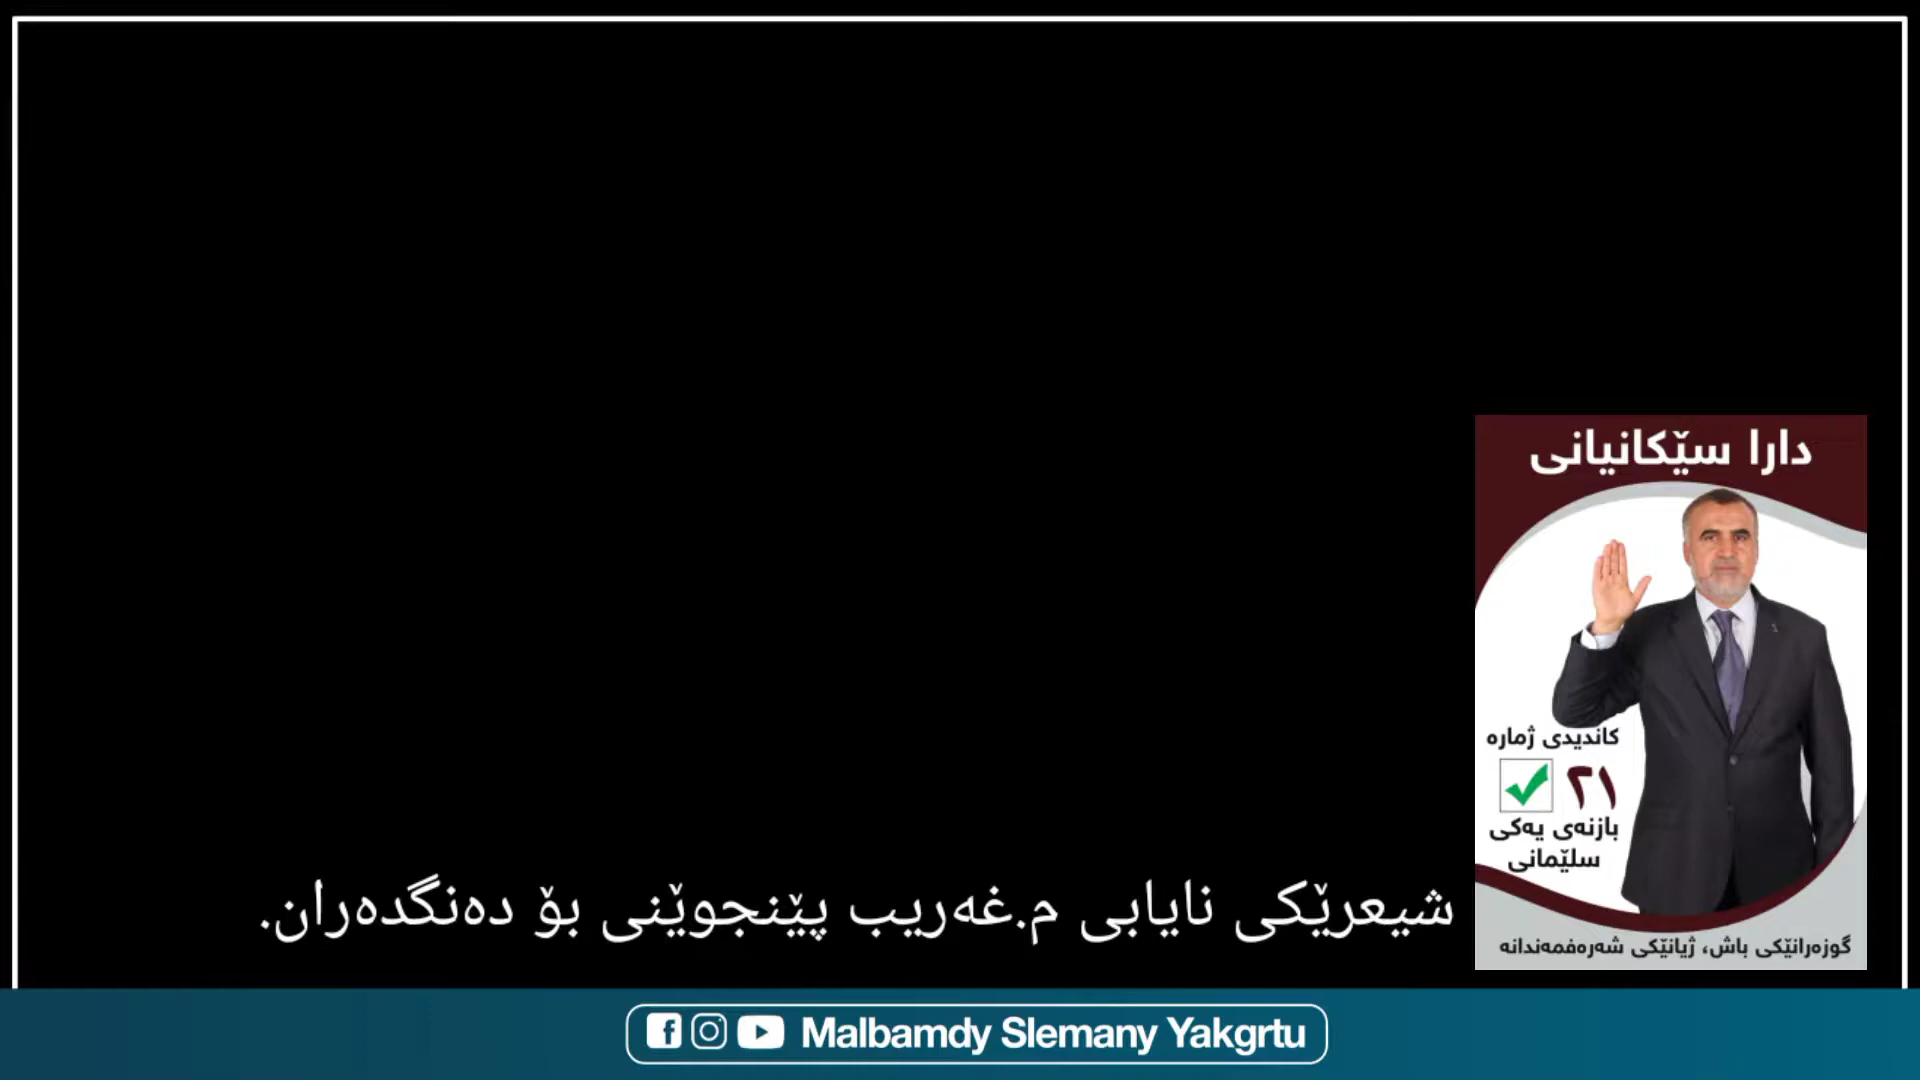 دارا سێکانیانی
کاندیدی ژمارە
٢١
بازنەی یەکی
سلێمانی
گوزەرانێکی باش، ژیانێکی شەرەفمەندانە
شیعرێکی نایابی م.غەریب پێنجوێنی بۆ دەنگدەران.
Malbamdy Slemany Yakgrtu